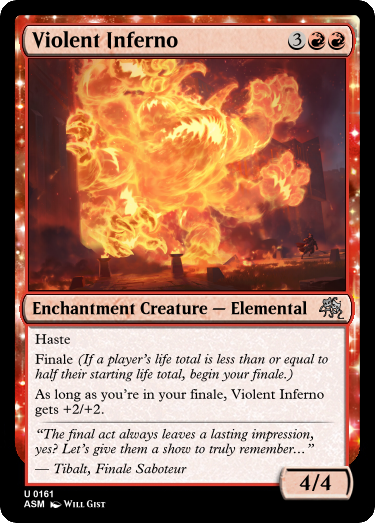 Violent Inferno 3
Enchantment Creature — Elemental
Haste
Finale (If a player's life total is less than or equal to
half their starting life total, begin your finale.)
As long as you're in your finale, Violent Inferno
gets +2/+2.
“The final act always leaves a lasting impression,
yes? Let's give them a show to truly remember...”
— Tibalt, Finale Saboteur
4/4
U 0161
ASM Will Gist